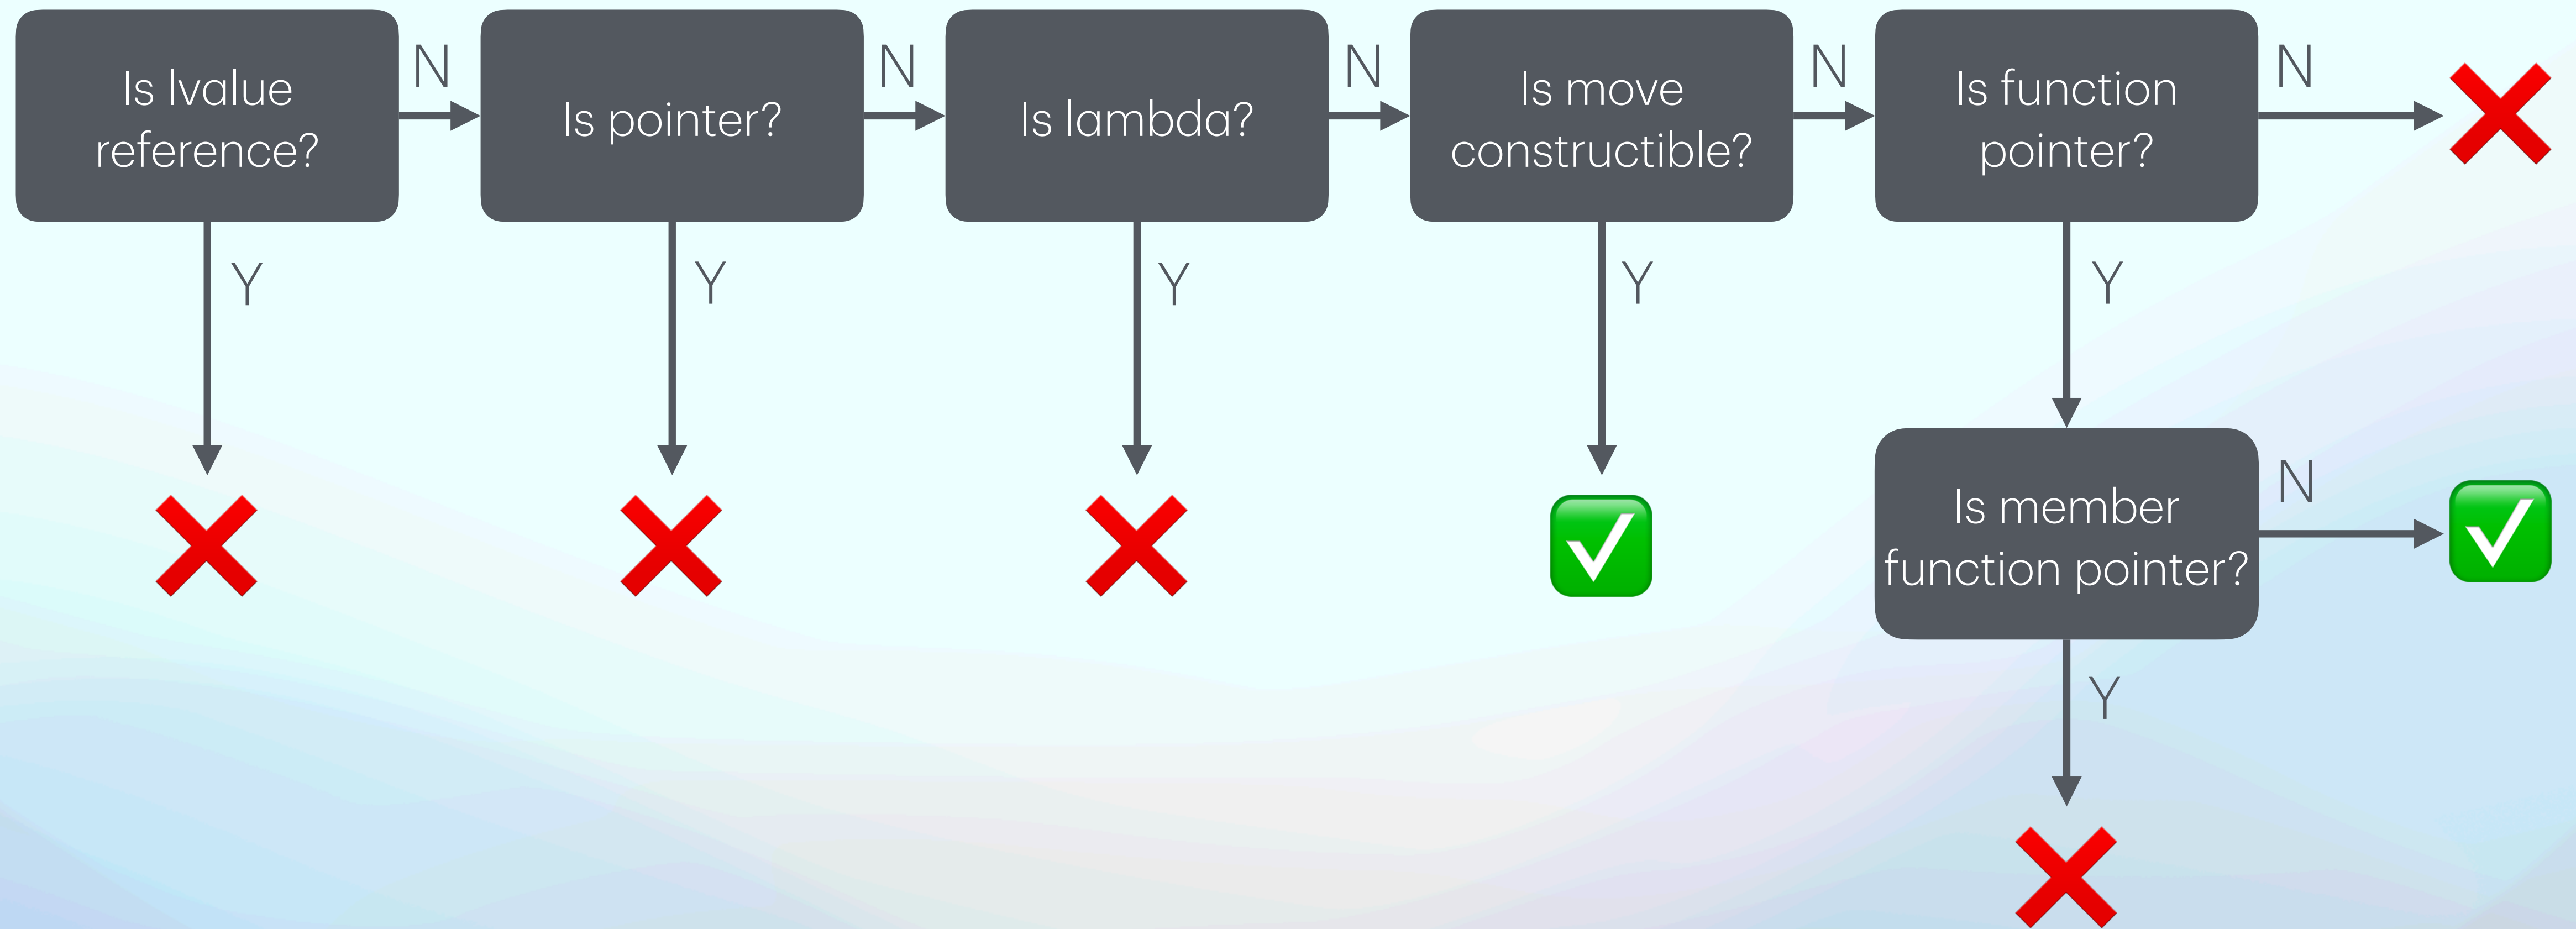 Is lvalue
reference?
N
Is pointer?
N
Is lambda?
N
Is move
constructible?
N
Is function
pointer?
N
Y
Y
Y
Y
Y
Is member
function pointer?
N
Y